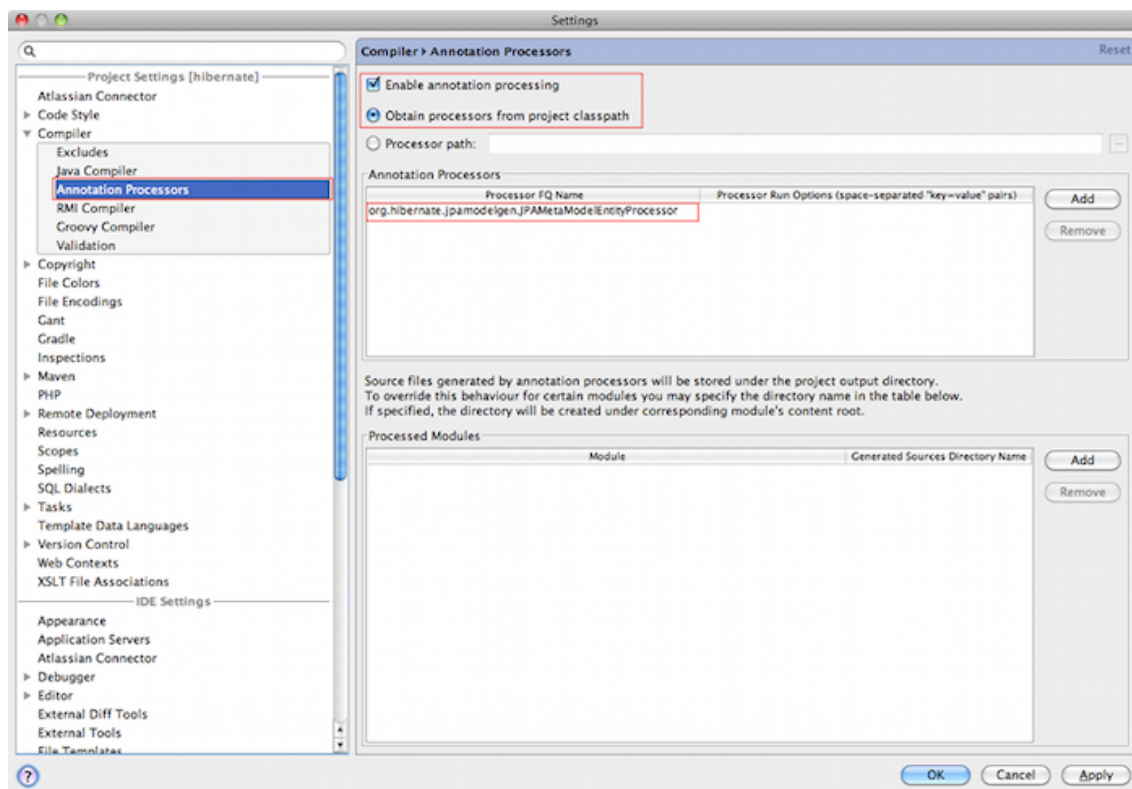 Settings
Project Settings [hibernate]
Atlassian Connector
Code Style
Compiler
Excludes
Java Compiler
Annotation Processors
RMI Compiler
Groovy Compiler
Validation
Copyright
File Colors
File Encodings
Gant
Gradle
Inspections
Maven
PHP
Remote Deployment
Resources
Scopes
Spelling
SQL Dialects
Tasks
Template Data Languages
Version Control
Web Contexts
XSLT File Associations
IDE Settings
Appearance
Application Servers
Atlassian Connector
Debugger
Editor
External Diff Tools
External Tools
File Templates
Compiler ▸ Annotation Processors
Reset
Enable annotation processing
Obtain processors from project classpath
Processor path:
Annotation Processors
Processor FQ Name
Processor Run Options (space-separated "key=value" pairs)
org.hibernate.jpamodelgen.JPAMetaModelEntityProcessor
Add
Remove
Source files generated by annotation processors will be stored under the project output directory.
To override this behaviour for certain modules you may specify the directory name in the table below.
If specified, the directory will be created under corresponding module's content root.
Processed Modules
Module
Generated Sources Directory Name
Add
Remove
?
OK
Cancel
Apply